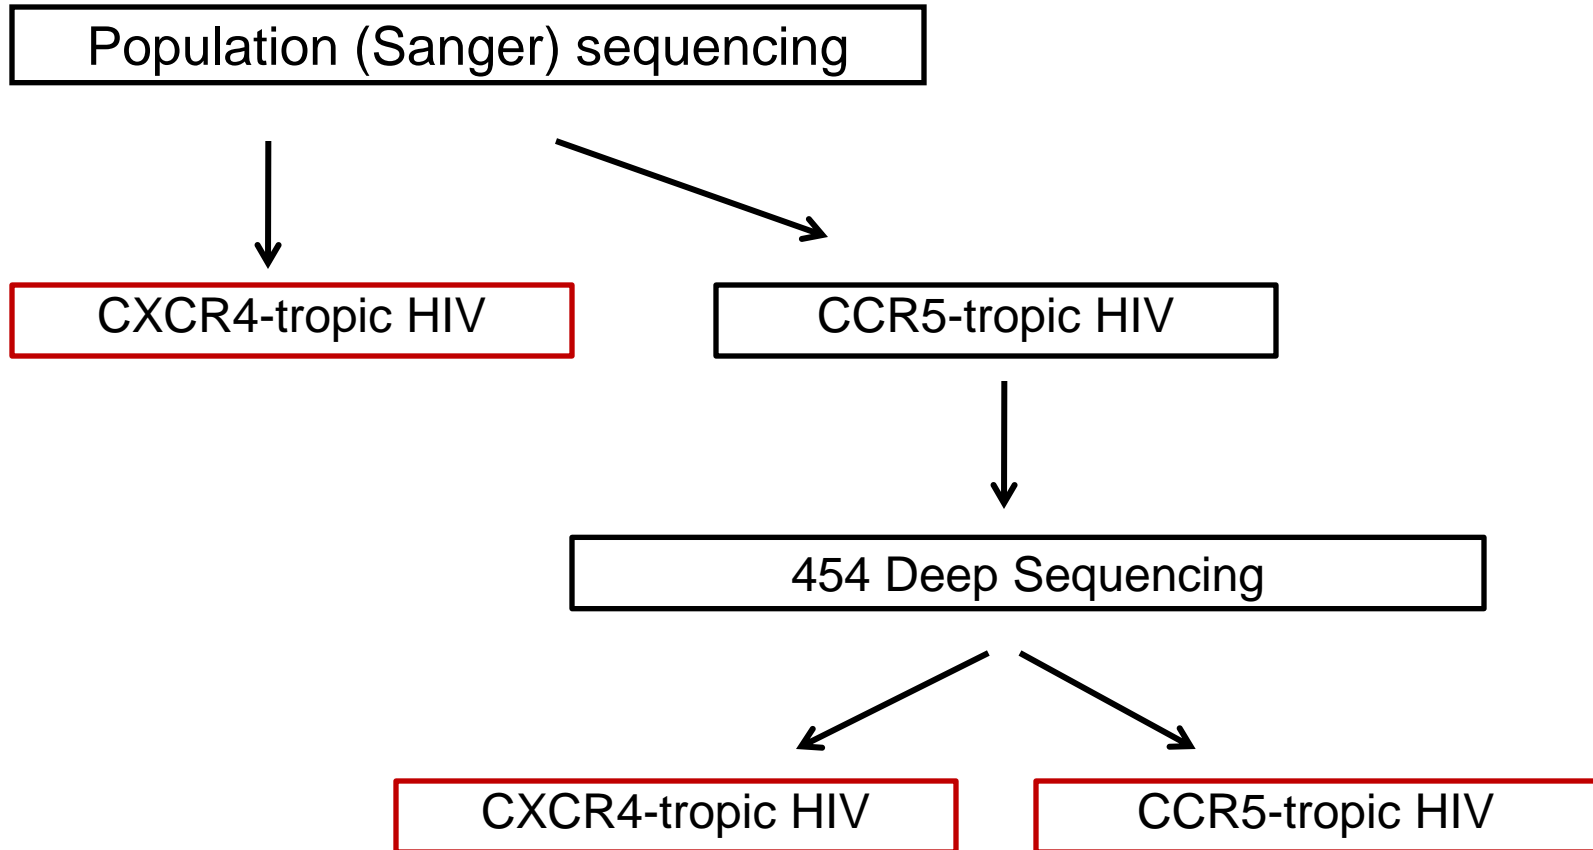 Population (Sanger) sequencing
CXCR4-tropic HIV
CCR5-tropic HIV
454 Deep Sequencing
CXCR4-tropic HIV
CCR5-tropic HIV